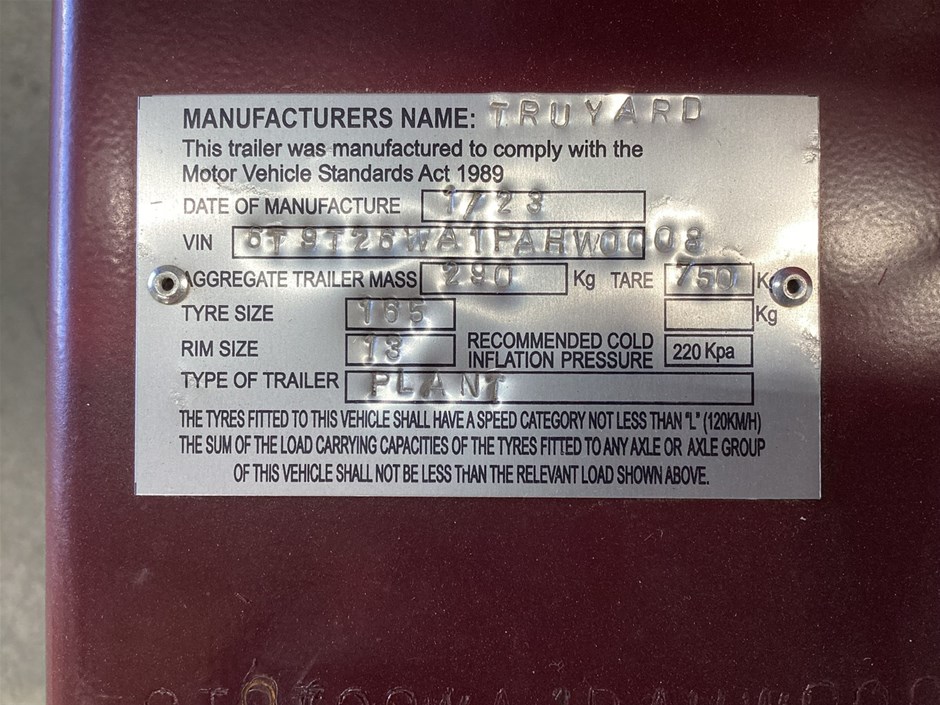 MANUFACTURERS NAME: TRUYARD
This trailer was manufactured to comply with the
Motor Vehicle Standards Act 1989
DATE OF MANUFACTURE 1/23
VIN 6T9T26WA1PAHW0008
AGGREGATE TRAILER MASS 290 Kg TARE 750 K
TYRE SIZE 165 Kg
RIM SIZE 13 RECOMMENDED COLD INFLATION PRESSURE 220 Kpa
TYPE OF TRAILER PLANT
THE TYRES FITTED TO THIS VEHICLE SHALL HAVE A SPEED CATEGORY NOT LESS THAN "L" (120KM/H)
THE SUM OF THE LOAD CARRYING CAPACITIES OF THE TYRES FITTED TO ANY AXLE OR AXLE GROUP
OF THIS VEHICLE SHALL NOT BE LESS THAN THE RELEVANT LOAD SHOWN ABOVE.